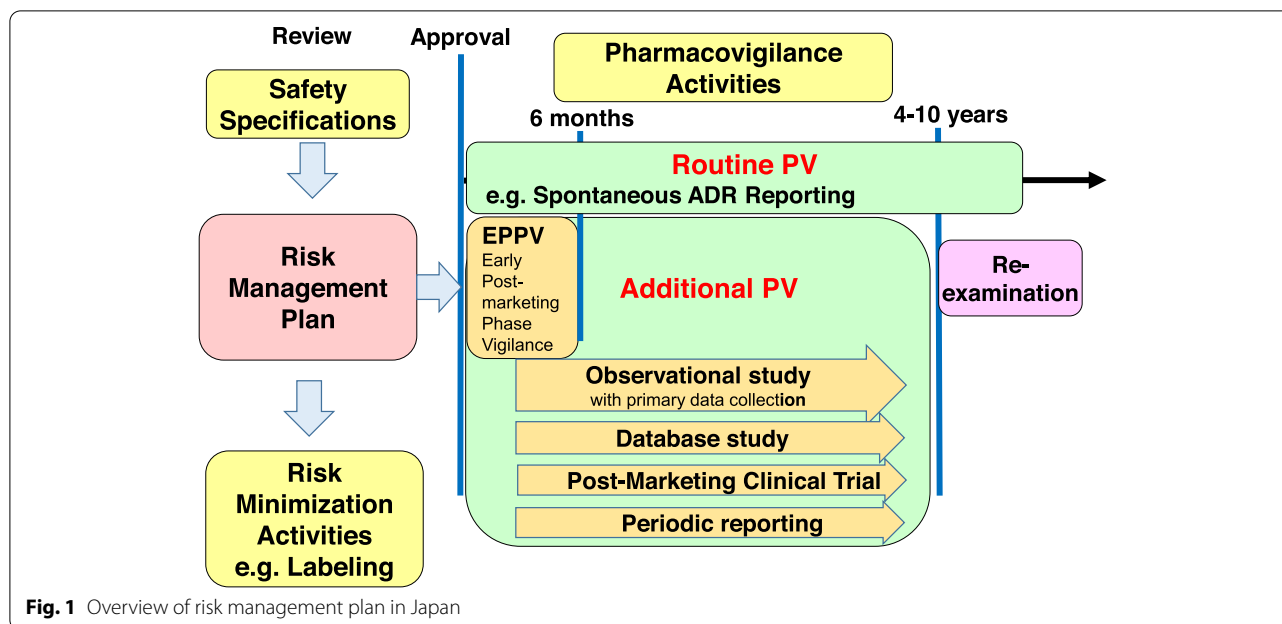 Review
Approval
Pharmacovigilance
Activities
Safety
Specifications
6 months
4-10 years
Routine PV
e.g. Spontaneous ADR Reporting
Risk
Management
Plan
EPPV
Early
Post-
marketing
Phase
Vigilance
Additional PV
Re-
examination
Observational study
with primary data collection
Database study
Post-Marketing Clinical Trial
Periodic reporting
Risk
Minimization
Activities
e.g. Labeling
Fig. 1 Overview of risk management plan in Japan